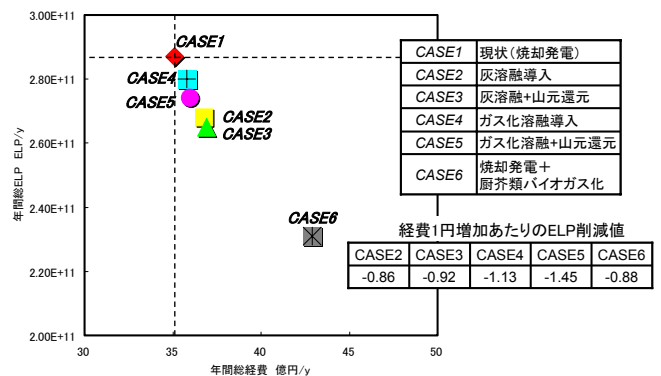 3.00E+11
2.80E+11
2.60E+11
2.40E+11
2.20E+11
2.00E+11
年間総ELP ELP/y
30
35
40
45
50
年間総経費 億円/y
CASE1
CASE4
CASE5
CASE2
CASE3
CASE6
CASE1 現状(焼却発電)
CASE2 灰溶融導入
CASE3 灰溶融+山元還元
CASE4 ガス化溶融導入
CASE5 ガス化溶融+山元還元
CASE6 焼却発電+
厨芥類バイオガス化
経費1円増加あたりのELP削減値
CASE2 CASE3 CASE4 CASE5 CASE6
-0.86 -0.92 -1.13 -1.45 -0.88